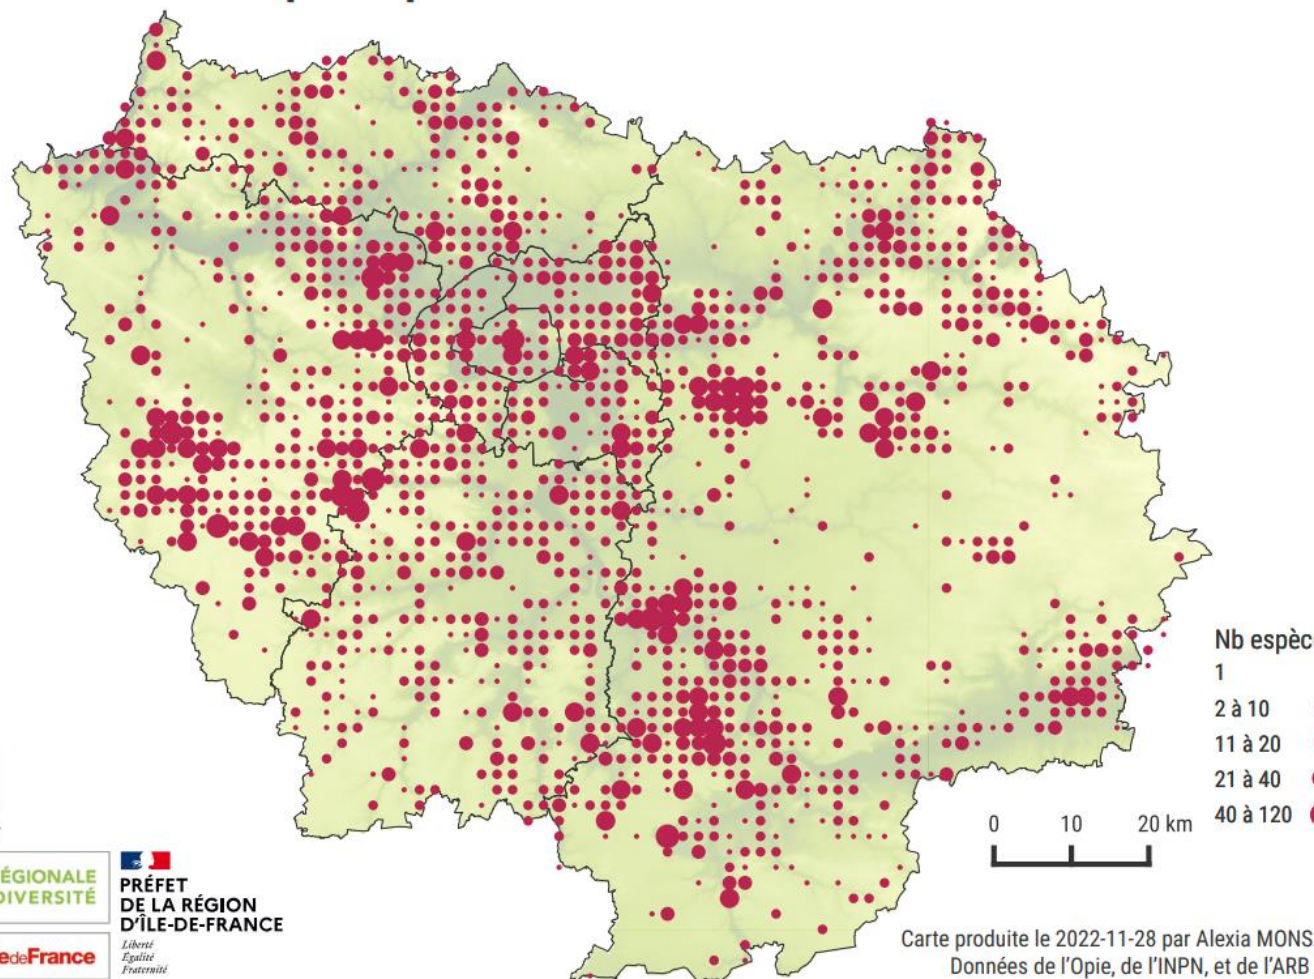 Nb espèc
1
2 à 10
11 à 20
21 à 40
40 à 120
0 10 20 km
ÉGIONALE
DIVERSITÉ
PRÉFET
DE LA RÉGION
D'ÎLE-DE-FRANCE
Liberté
Égalité
Fraternité
edeFrance
Carte produite le 2022-11-28 par Alexia MONS
Données de l'Opie, de l'INPN, et de l'ARB